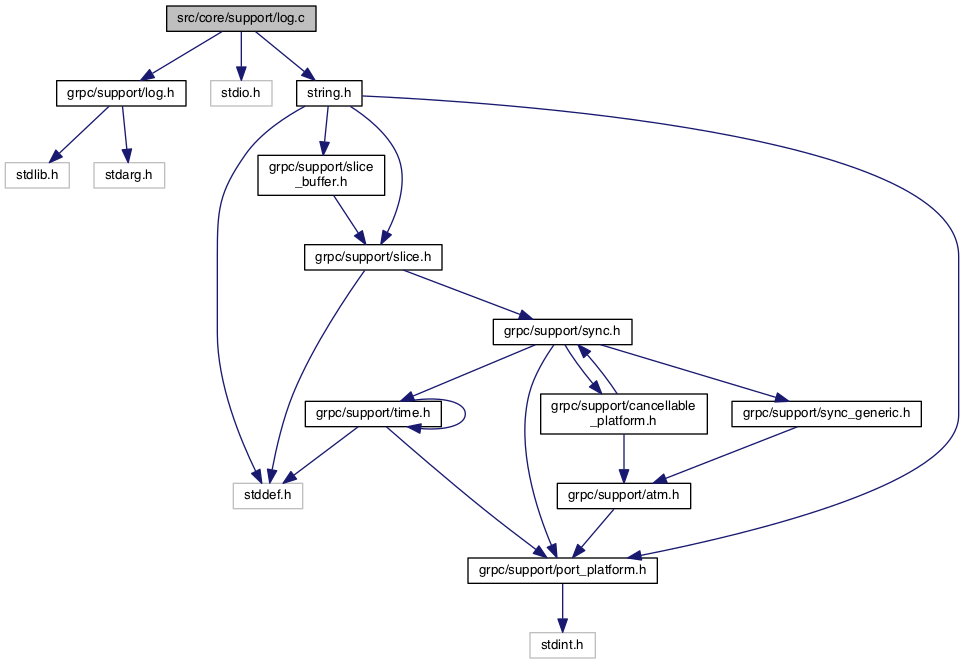 src/core/support/log.c
grpc/support/log.h
stdio.h
string.h
stdlib.h
stdarg.h
grpc/support/slice
_buffer.h
grpc/support/slice.h
grpc/support/sync.h
grpc/support/time.h
grpc/support/cancellable
_platform.h
grpc/support/sync_generic.h
stddef.h
grpc/support/atm.h
grpc/support/port_platform.h
stdint.h